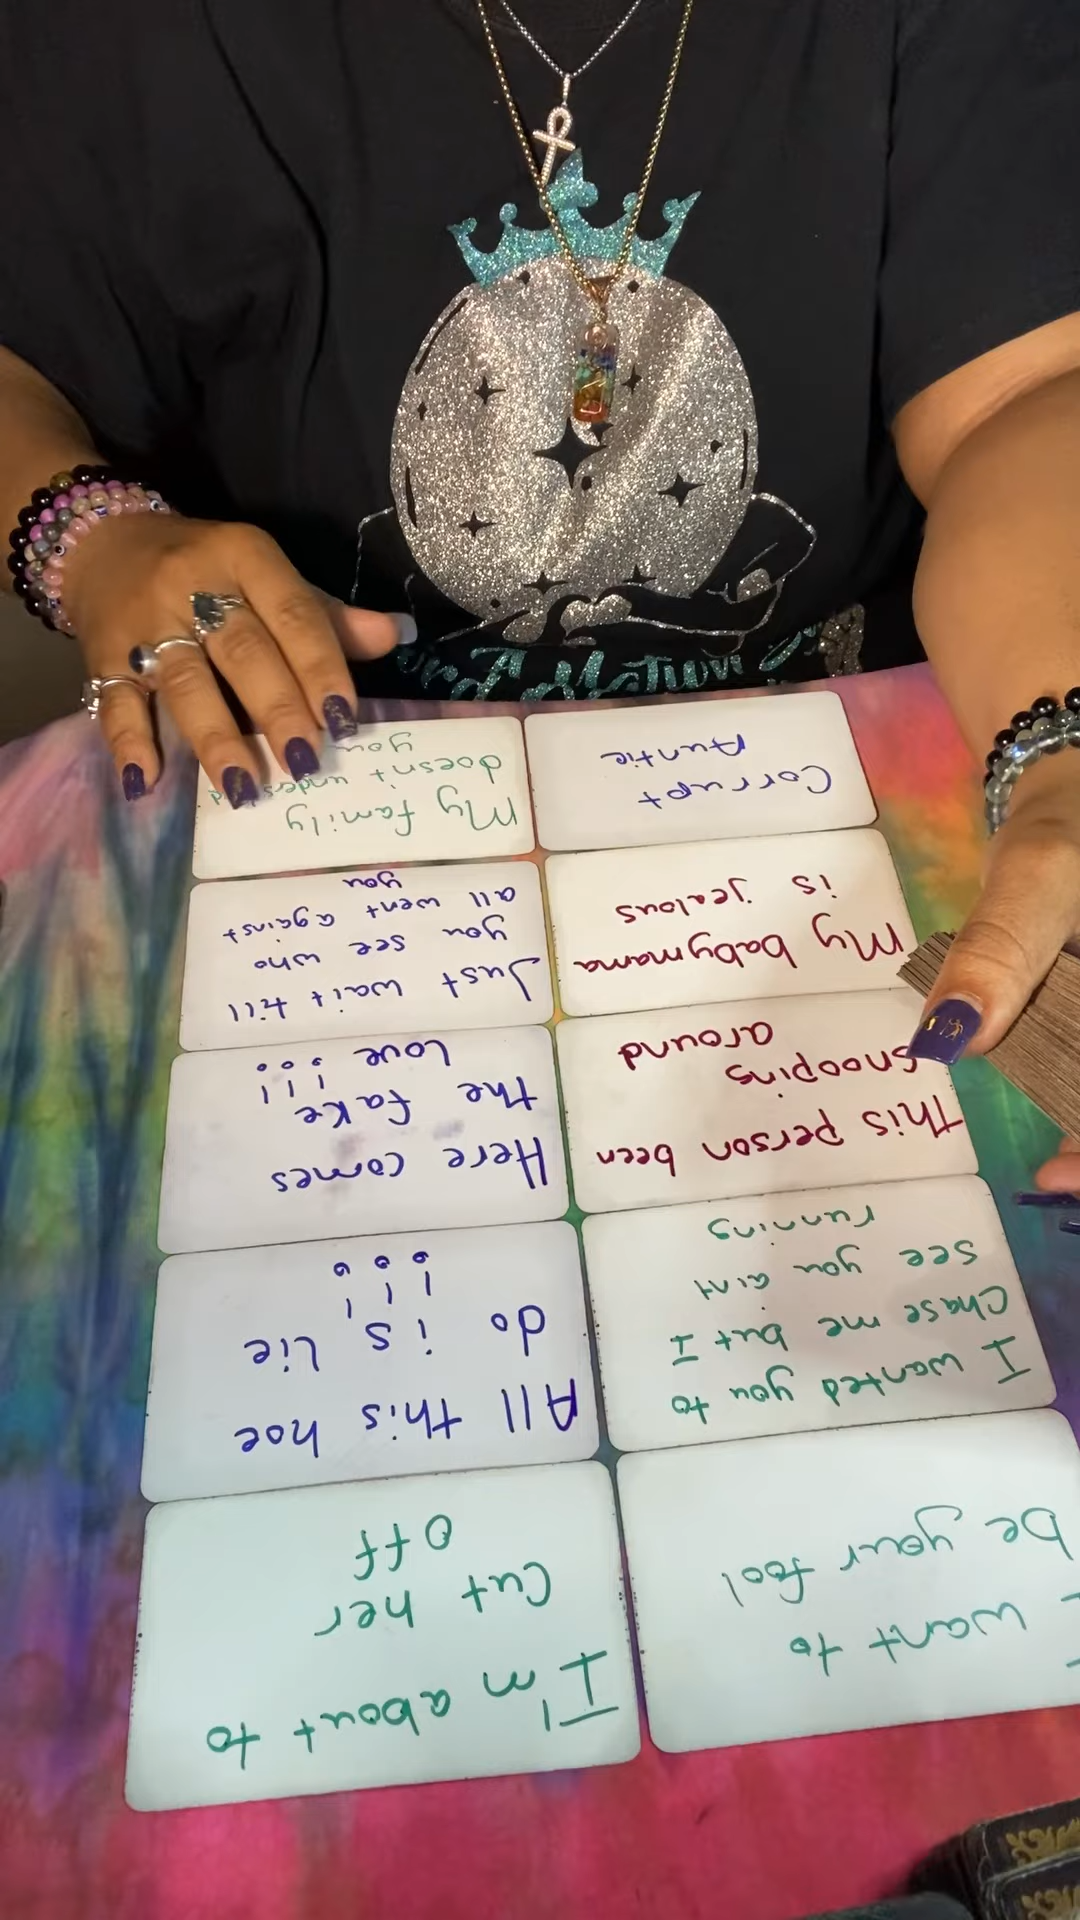 I want to
be your fool
I'm about to
Cut her
Off
I wanted you to
Chase me but I
see you aint
running
All this hoe
do is Lie
!!!
This person been
snooping
around
Here comes
the fake
Love !!!
My babymama
is jealous
Just wait till
you see who
all went against
you
Corrupt
Auntie
My family
doesn't
you